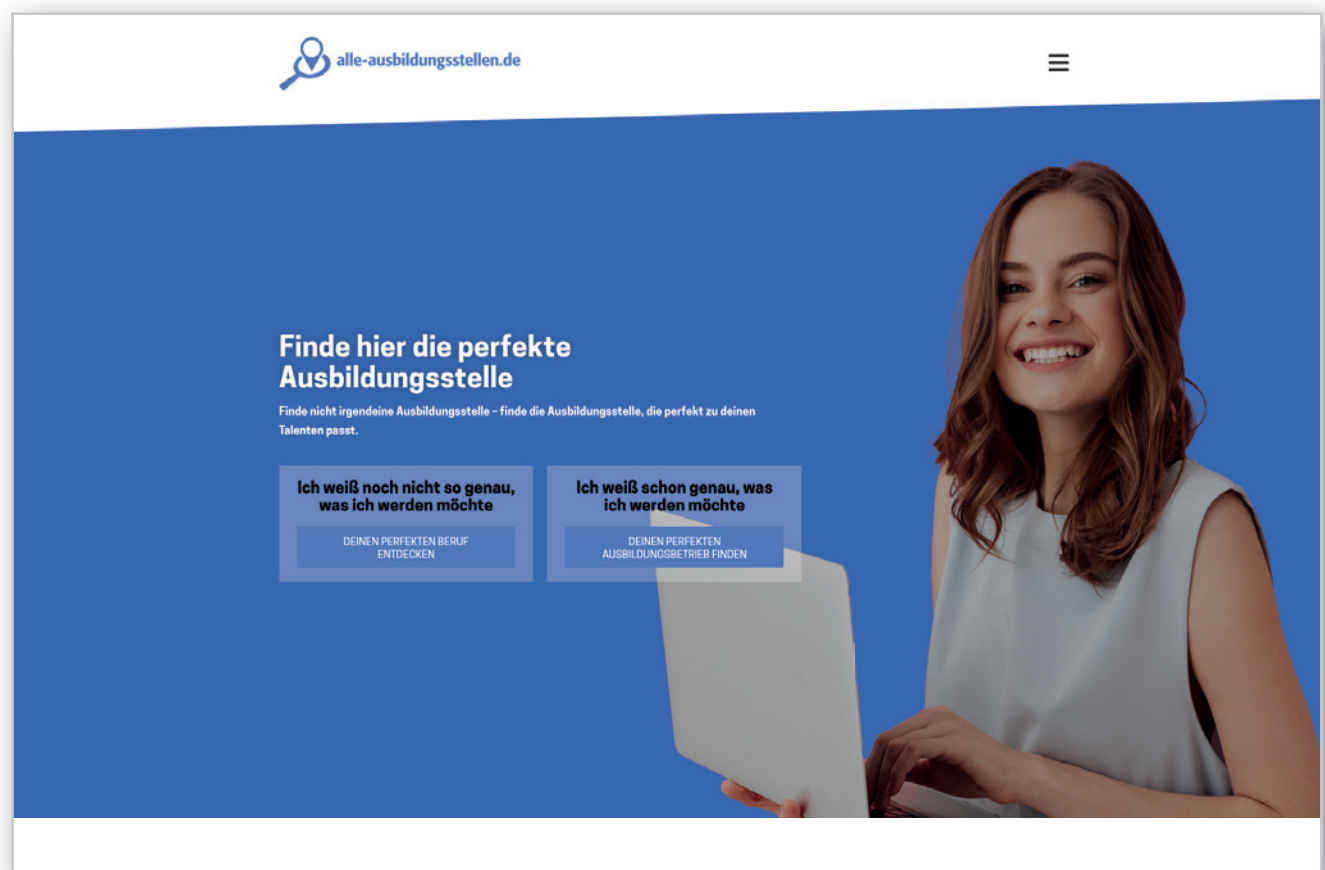 alle-ausbildungsstellen.de
Finde hier die perfekte
Ausbildungsstelle
Finde nicht irgendeine Ausbildungsstelle – finde die Ausbildungsstelle, die perfekt zu deinen
Talenten passt.
Ich weiß noch nicht so genau,
was ich werden möchte
DEINEN PERFEKTEN BERUF
ENTDECKEN
Ich weiß schon genau, was
ich werden möchte
DEINEN PERFEKTEN
AUSBILDUNGSBETRIEB FINDEN